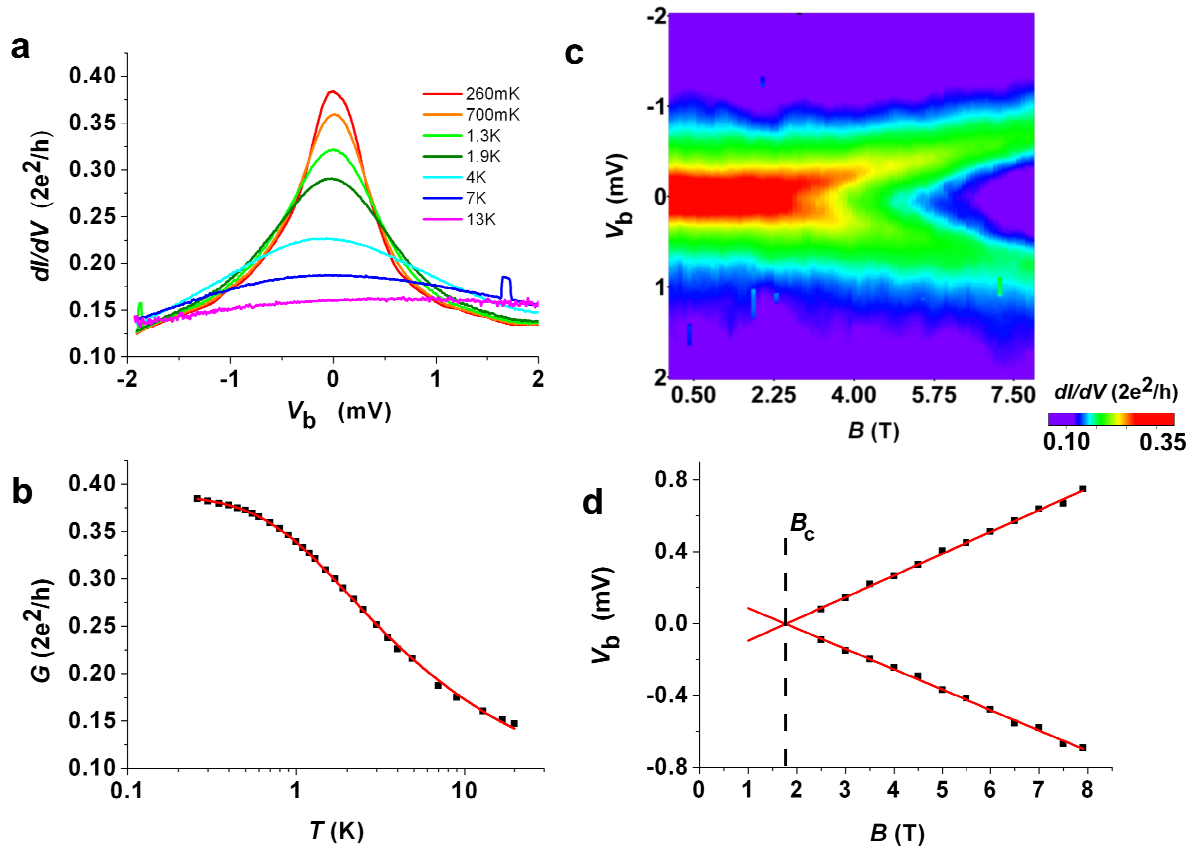 a
dI/dV (2e²/h)
0.40
0.35
0.30
0.25
0.20
0.15
0.10
260mK
700mK
1.3K
1.9K
4K
7K
13K
-2 -1 0 1 2
Vb (mV)
c
Vb (mV)
-2
-1
0
1
2
0.50 2.25 4.00 5.75 7.50
B (T)
dI/dV (2e²/h)
0.10 0.35
b
G (2e²/h)
0.40
0.35
0.30
0.25
0.20
0.15
0.10
0.1 1 10
T (K)
d
Vb (mV)
0.8
0.4
0.0
-0.4
-0.8
Bc
0 1 2 3 4 5 6 7 8
B (T)